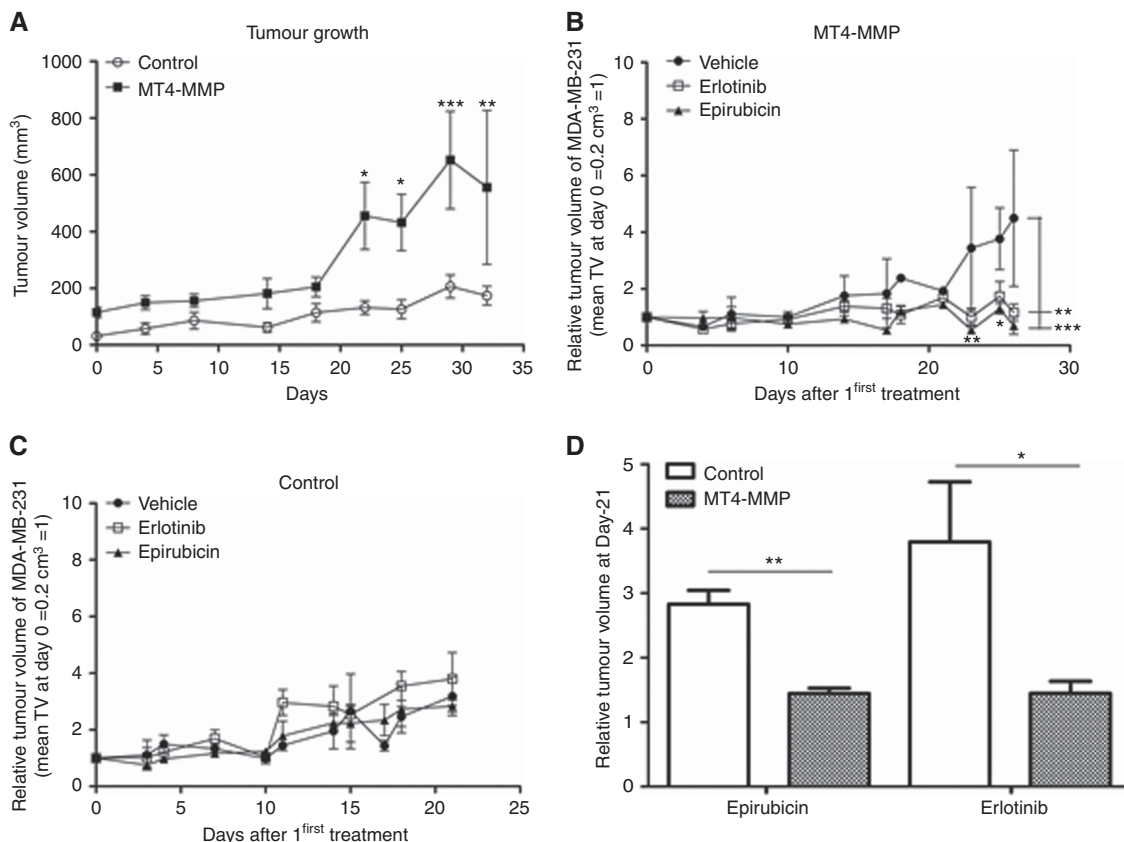 A
Tumour growth
Control
MT4-MMP
Tumour volume (mm³)
1000
800
600
400
200
0
*
*
***
**
0 5 10 15 20 25 30 35
Days
B
MT4-MMP
Vehicle
Erlotinib
Epirubicin
Relative tumour volume of MDA-MB-231
(mean TV at day 0 =0.2 cm³ =1)
10
8
6
4
2
0
**
*
**
***
0 10 20 30
Days after 1first treatment
C
Control
Vehicle
Erlotinib
Epirubicin
Relative tumour volume of MDA-MB-231
(mean TV at day 0 =0.2 cm³ =1)
10
8
6
4
2
0
0 5 10 15 20 25
Days after 1first treatment
D
Control
MT4-MMP
Relative tumour volume at Day-21
5
4
3
2
1
0
**
*
Epirubicin Erlotinib